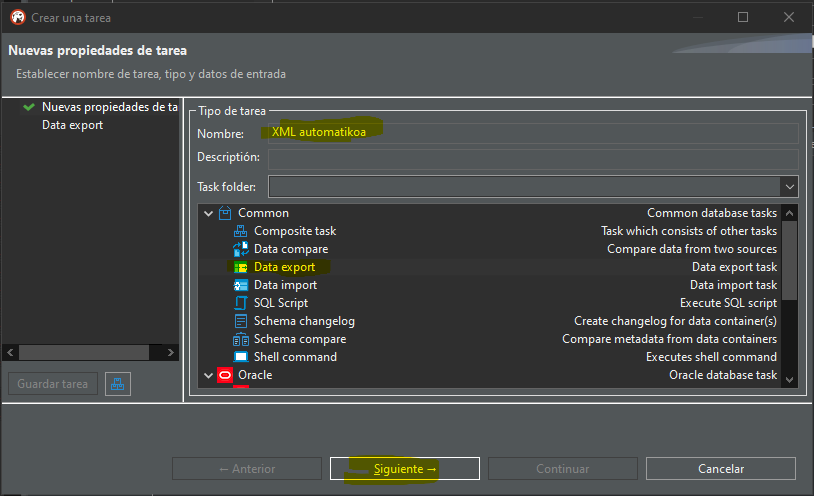 Crear una tarea
Nuevas propiedades de tarea
Establecer nombre de tarea, tipo y datos de entrada
Nuevas propiedades de ta
Data export
Tipo de tarea
Nombre: XML automatikoa
Descriptión:
Task folder:
Common Common database tasks
Composite task Task which consists of other tasks
Data compare Compare data from two sources
Data export Data export task
Data import Data import task
SQL Script Execute SQL script
Schema changelog Create changelog for data container(s)
Schema compare Compare metadata from data containers
Shell command Executes shell command
Oracle Oracle database task
Guardar tarea
← Anterior Siguiente → Continuar Cancelar